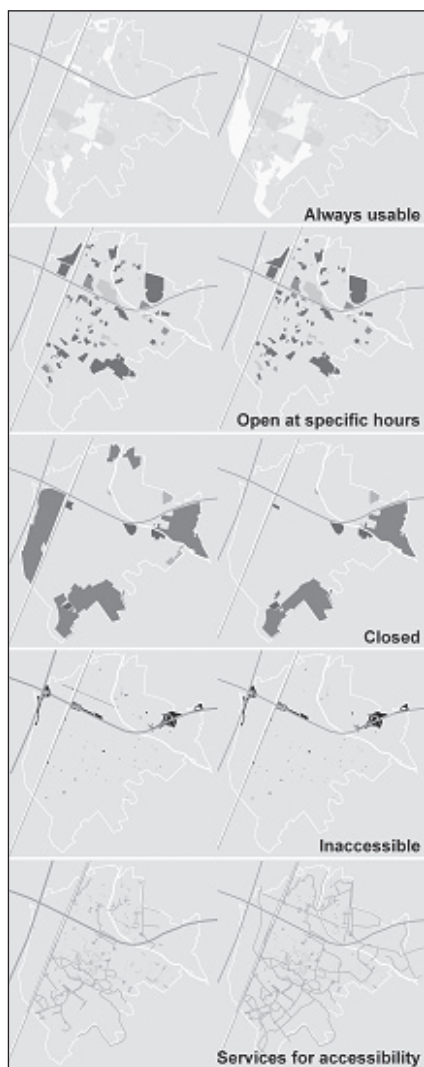 Always usable
Open at specific hours
Closed
Inaccessible
Services for accessibility